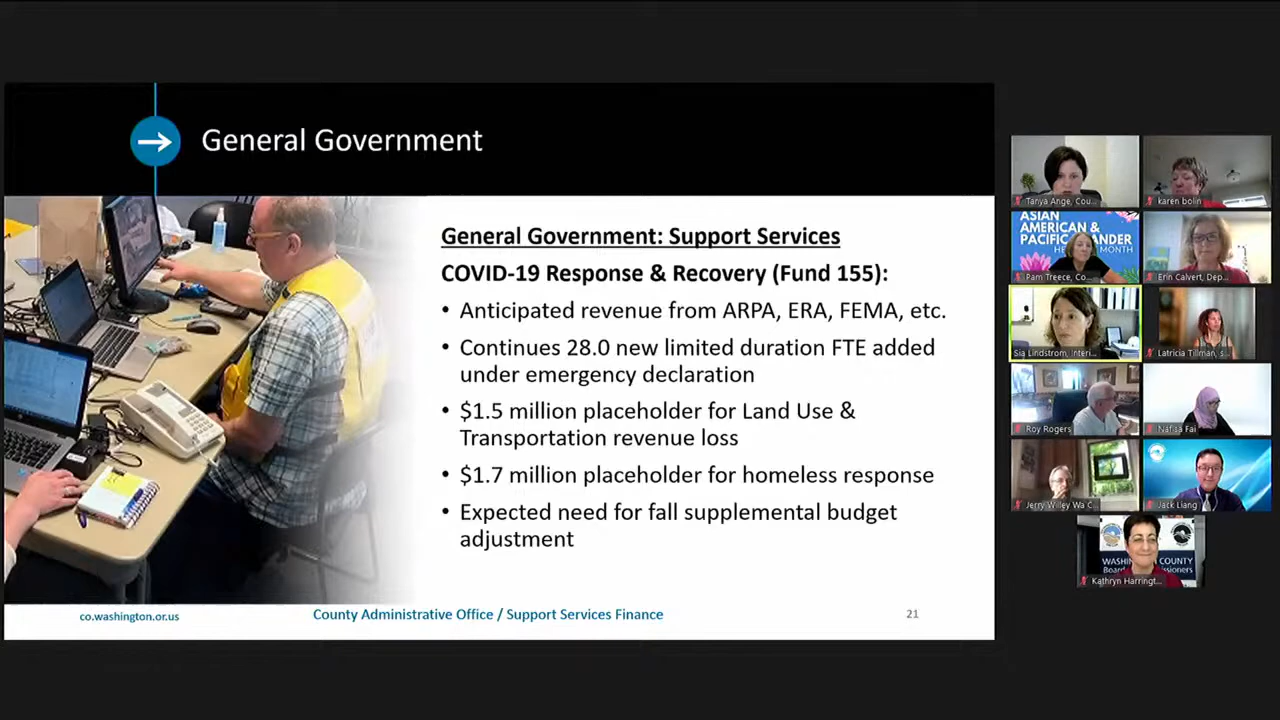 General Government
General Government: Support Services
COVID-19 Response & Recovery (Fund 155):
• Anticipated revenue from ARPA, ERA, FEMA, etc.
• Continues 28.0 new limited duration FTE added
under emergency declaration
• $1.5 million placeholder for Land Use &
Transportation revenue loss
• $1.7 million placeholder for homeless response
• Expected need for fall supplemental budget
adjustment
co.washington.or.us
County Administrative Office / Support Services Finance
21
Tanya Ange, Cou...
karen bolin
ASIAN
AMERICAN &
PACIFIC
MONTH
Pam Treece, Co...
Erin Calvert, Dep...
Sia Lindstrom, Interi...
Latricia Tillman, s...
Roy Rogers
Nafisa Fai
Jerry Willey Wa C...
Jack Liang
COUNTY
Kathryn Harringt...